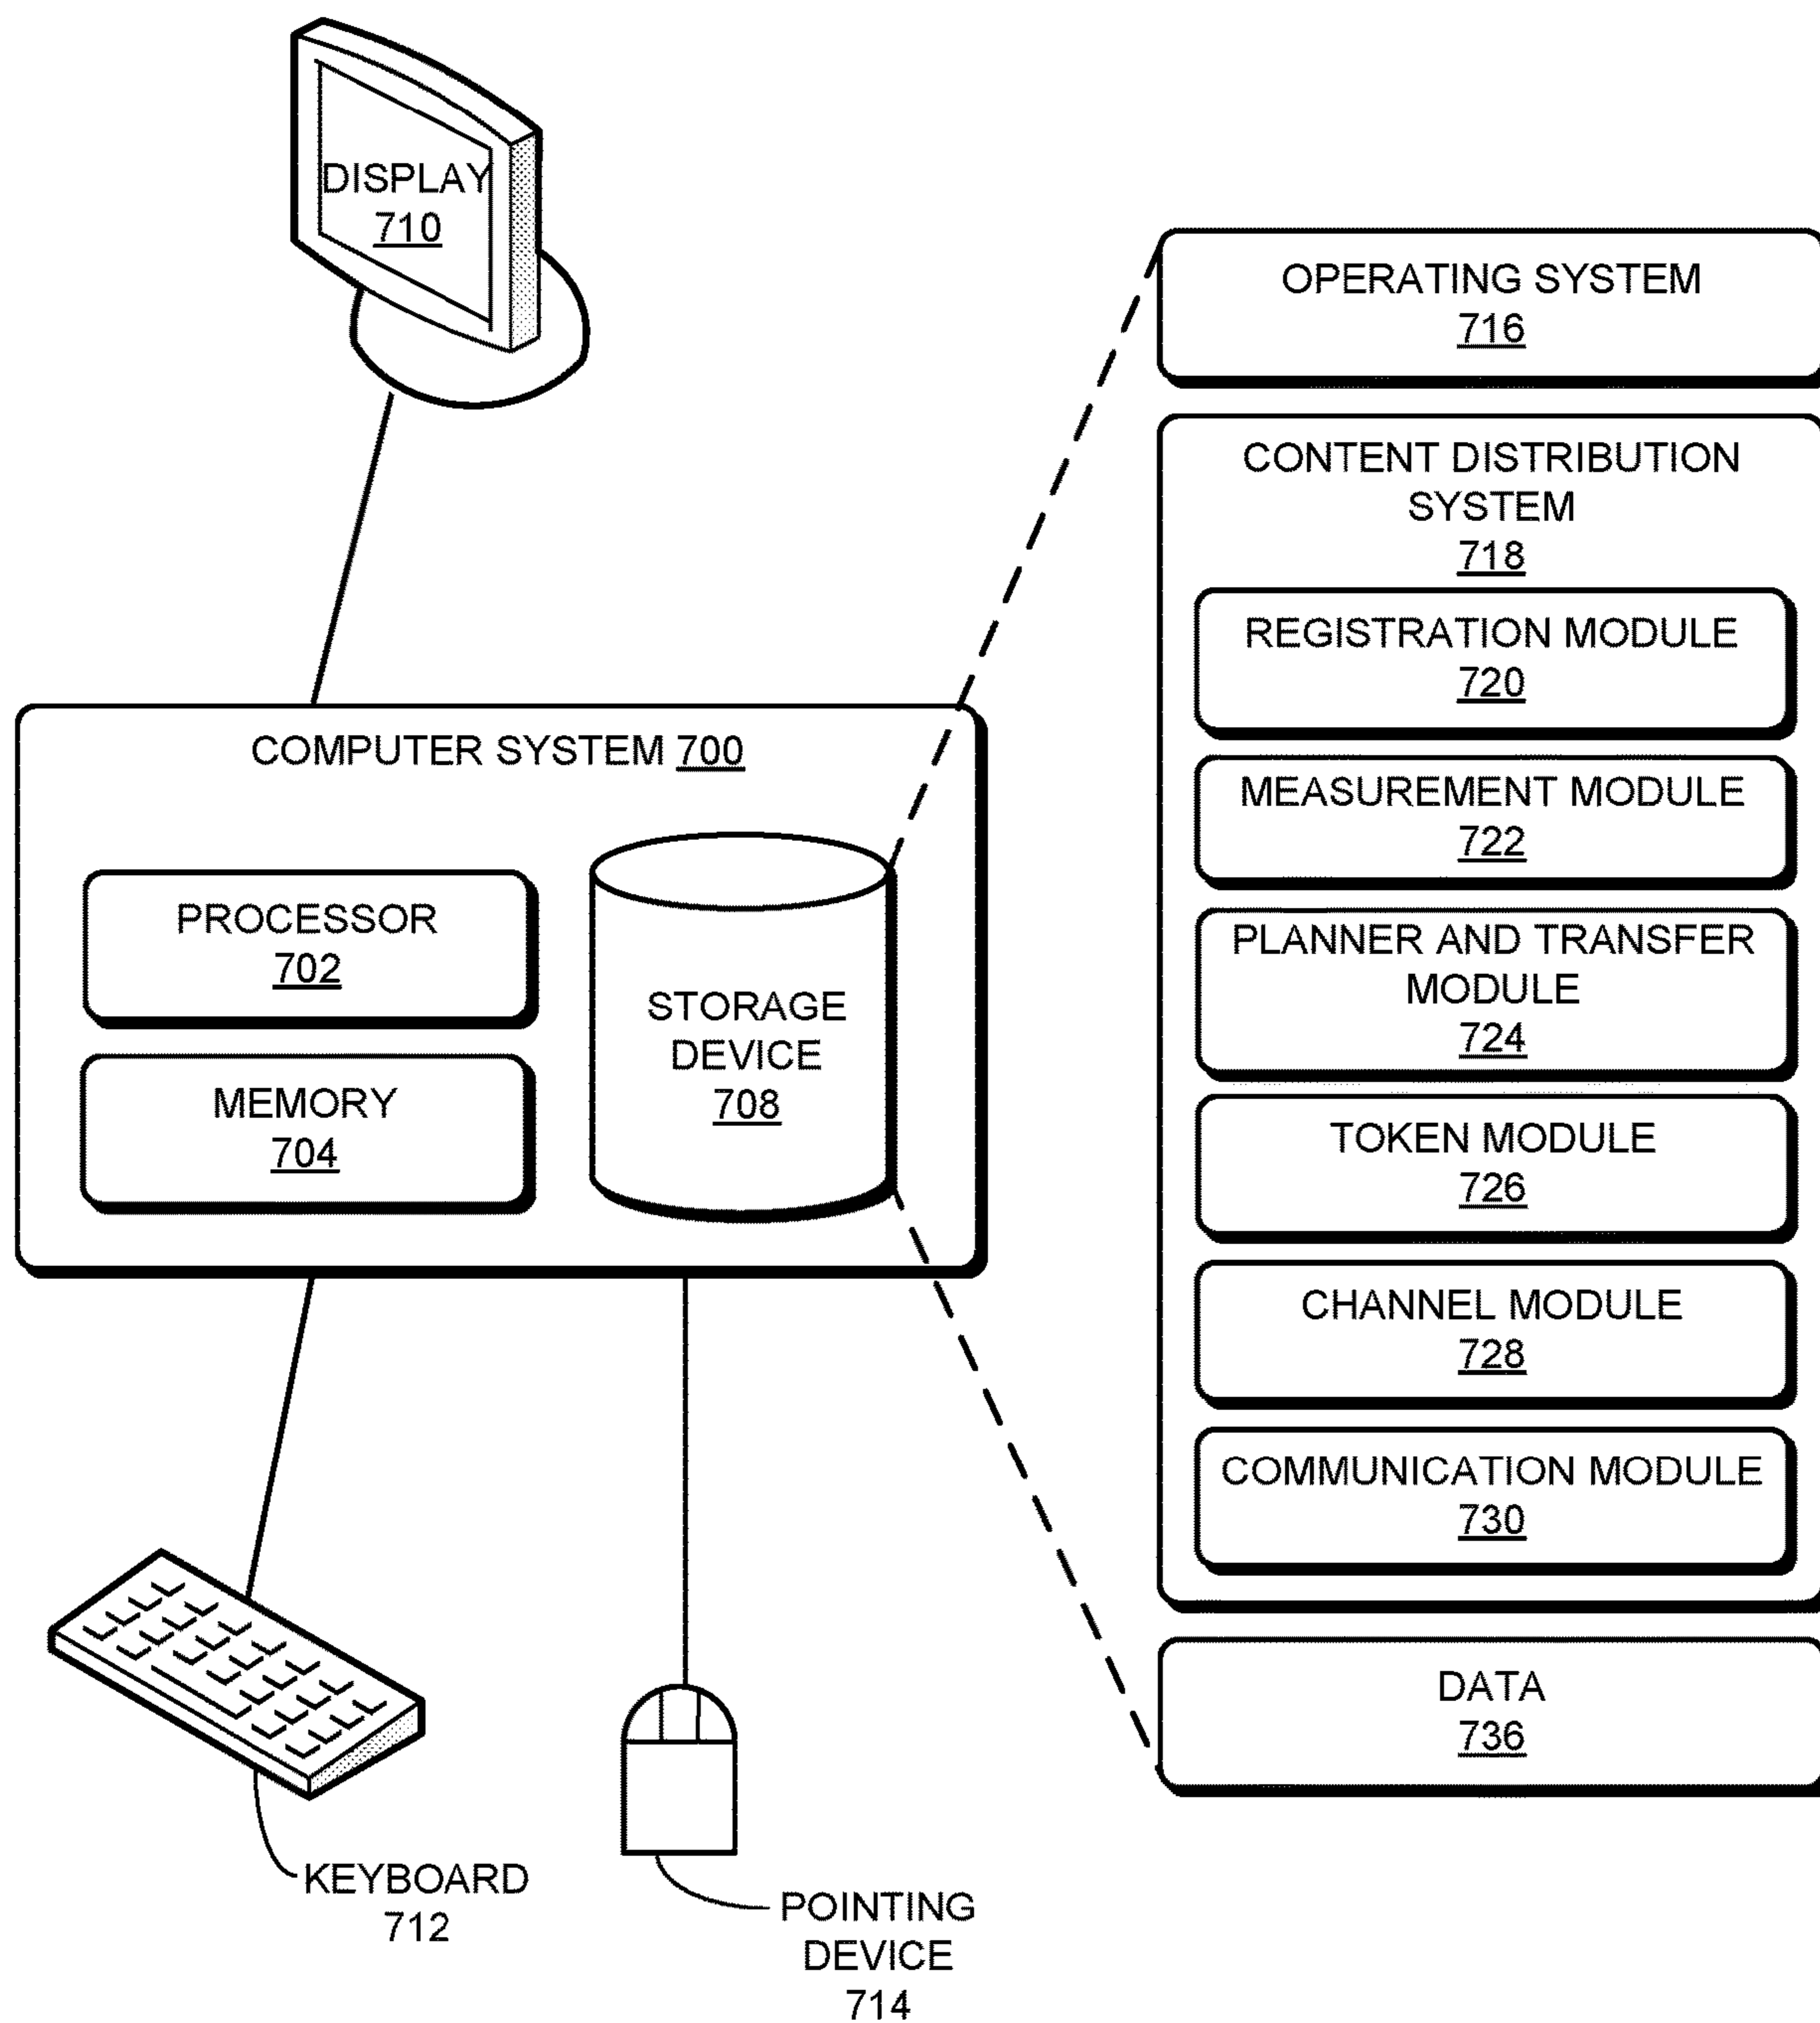 DISPLAY
710
COMPUTER SYSTEM 700
PROCESSOR
702
MEMORY
704
STORAGE
DEVICE
708
KEYBOARD
712
POINTING
DEVICE
714
OPERATING SYSTEM
716
CONTENT DISTRIBUTION
SYSTEM
718
REGISTRATION MODULE
720
MEASUREMENT MODULE
722
PLANNER AND TRANSFER
MODULE
724
TOKEN MODULE
726
CHANNEL MODULE
728
COMMUNICATION MODULE
730
DATA
736